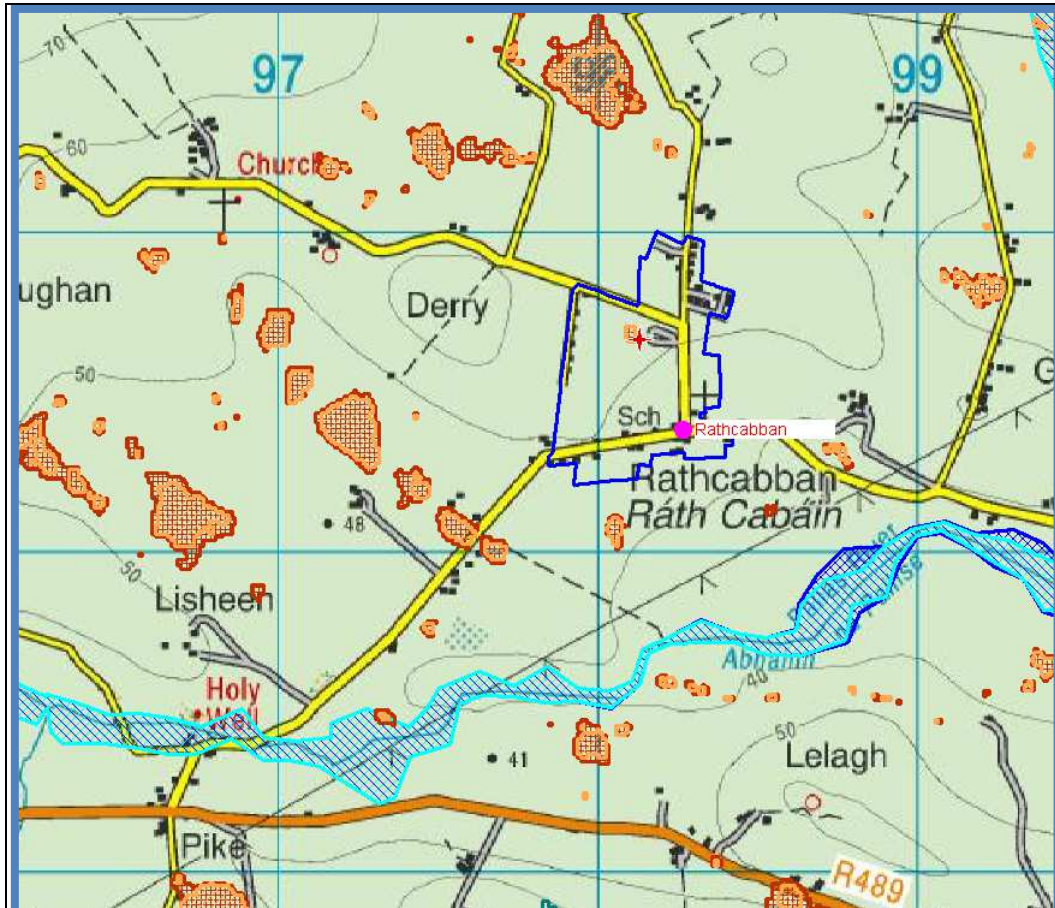 70
97
98
99
60
Church
ughan
Derry
50
G
Sch
Rathcabban
Rathcabban
Ráth Cabáin
48
50
Lisheen
Abhainn
40
Holy
Well
50
41
Lelagh
Pike
R489